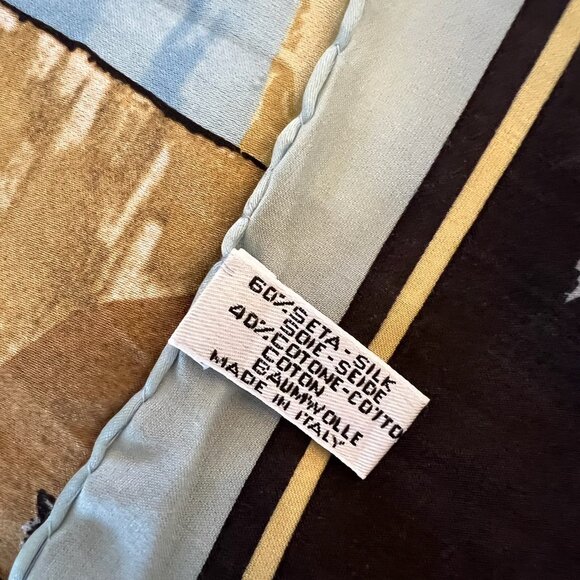 60% SETA - SILK
SOIE - SEIDE
40% COTONE - COTTO
COTON
BAUMWOLLE
MADE IN ITALY